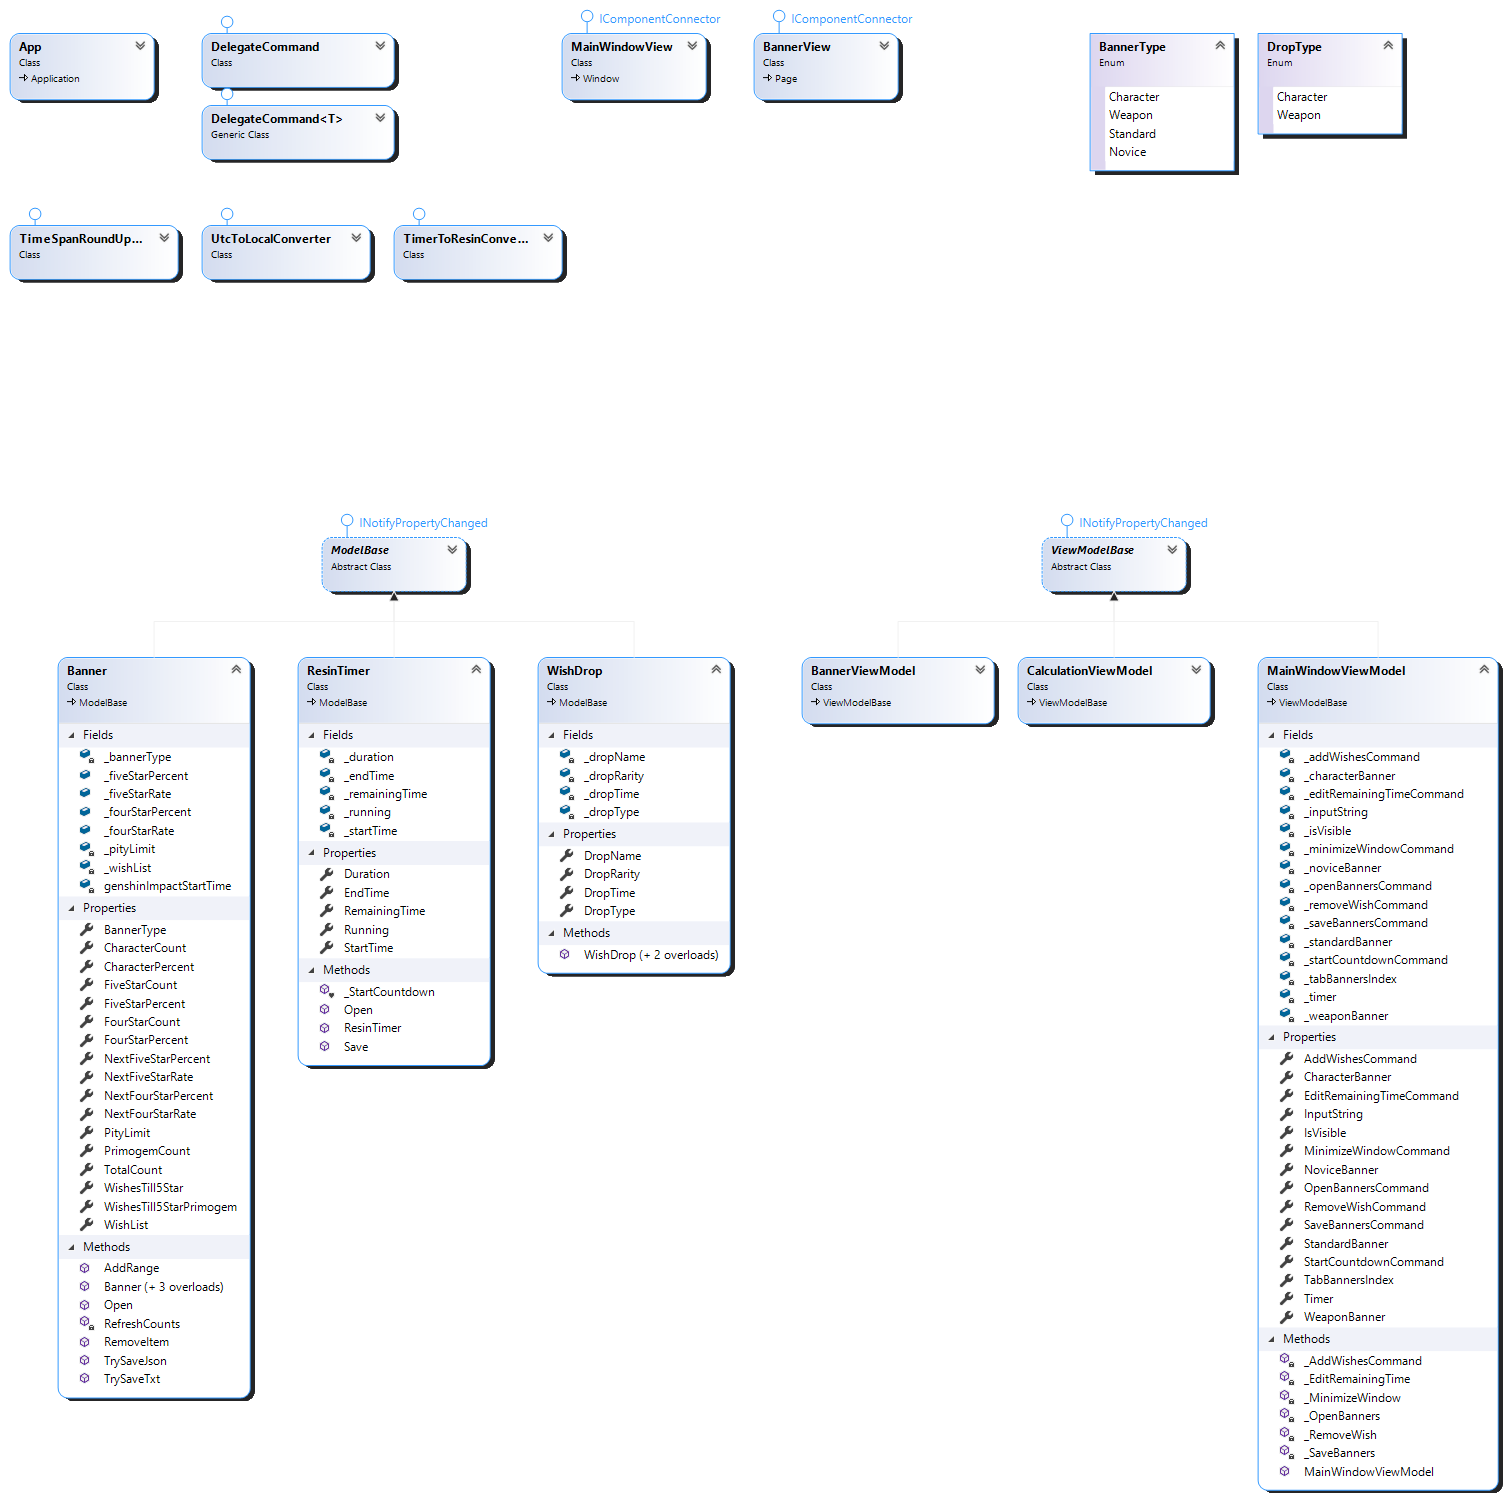 App
Class
Application
DelegateCommand
Class
DelegateCommand<T>
Generic Class
IComponentConnector
MainWindowView
Class
Window
IComponentConnector
BannerView
Class
Page
BannerType
Enum
Character
Weapon
Standard
Novice
DropType
Enum
Character
Weapon
TimeSpanRoundUp...
Class
UtcToLocalConverter
Class
TimerToResinConve...
Class
INotifyPropertyChanged
ModelBase
Abstract Class
INotifyPropertyChanged
ViewModelBase
Abstract Class
Banner
Class
ModelBase
Fields
_bannerType
_fiveStarPercent
_fiveStarRate
_fourStarPercent
_fourStarRate
_pityLimit
_wishList
genshinImpactStartTime
Properties
BannerType
CharacterCount
CharacterPercent
FiveStarCount
FiveStarPercent
FourStarCount
FourStarPercent
NextFiveStarPercent
NextFiveStarRate
NextFourStarPercent
NextFourStarRate
PityLimit
PrimogemCount
TotalCount
WishesTill5Star
WishesTill5StarPrimogem
WishList
Methods
AddRange
Banner (+ 3 overloads)
Open
RefreshCounts
RemoveItem
TrySaveJson
TrySaveTxt
ResinTimer
Class
ModelBase
Fields
_duration
_endTime
_remainingTime
_running
_startTime
Properties
Duration
EndTime
RemainingTime
Running
StartTime
Methods
_StartCountdown
Open
ResinTimer
Save
WishDrop
Class
ModelBase
Fields
_dropName
_dropRarity
_dropTime
_dropType
Properties
DropName
DropRarity
DropTime
DropType
Methods
WishDrop (+ 2 overloads)
BannerViewModel
Class
ViewModelBase
CalculationViewModel
Class
ViewModelBase
MainWindowViewModel
Class
ViewModelBase
Fields
_addWishesCommand
_characterBanner
_editRemainingTimeCommand
_inputString
_isVisible
_minimizeWindowCommand
_noviceBanner
_openBannersCommand
_removeWishCommand
_saveBannersCommand
_standardBanner
_startCountdownCommand
_tabBannersIndex
_timer
_weaponBanner
Properties
AddWishesCommand
CharacterBanner
EditRemainingTimeCommand
InputString
IsVisible
MinimizeWindowCommand
NoviceBanner
OpenBannersCommand
RemoveWishCommand
SaveBannersCommand
StandardBanner
StartCountdownCommand
TabBannersIndex
Timer
WeaponBanner
Methods
_AddWishesCommand
_EditRemainingTime
_MinimizeWindow
_OpenBanners
_RemoveWish
_SaveBanners
MainWindowViewModel